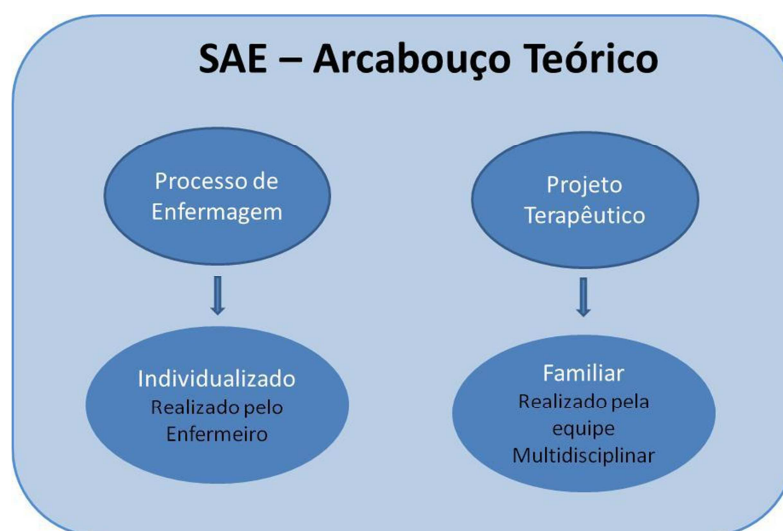 SAE – Arcabouço Teórico
Processo de
Enfermagem
Individualizado
Realizado pelo
Enfermeiro
Projeto
Terapêutico
Familiar
Realizado pela
equipe
Multidisciplinar